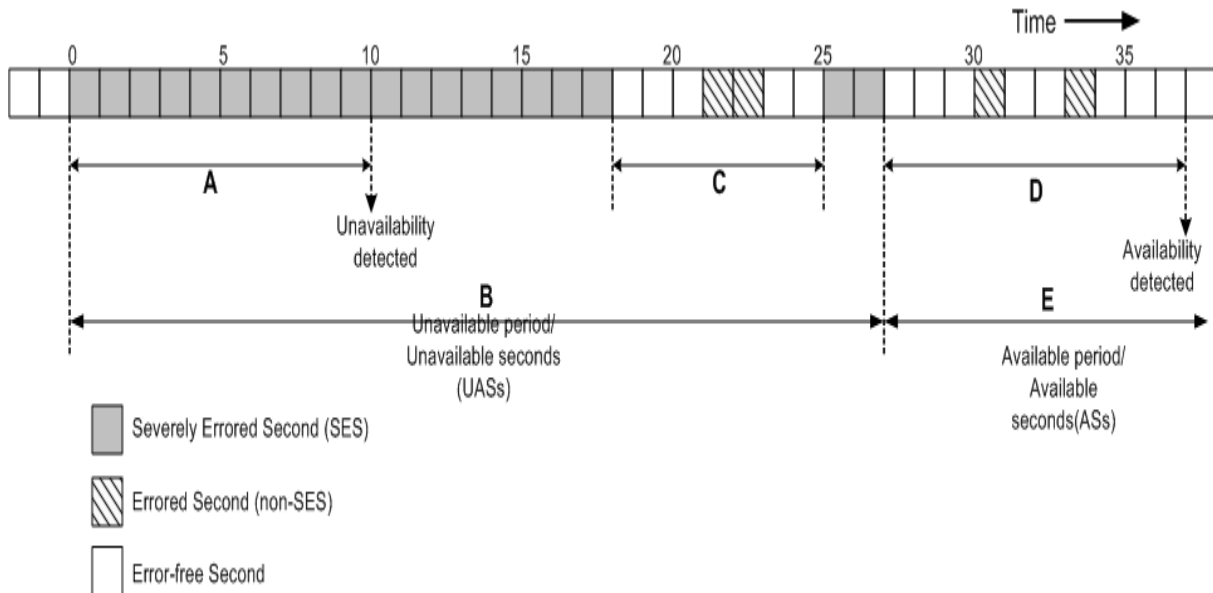 Time
0 5 10 15 20 25 30 35
A
C
D
Unavailability
detected
Availability
detected
B
E
Unavailable period/
Unavailable seconds
(UASs)
Available period/
Available
seconds(ASs)
Severely Errored Second (SES)
Errored Second (non-SES)
Error-free Second